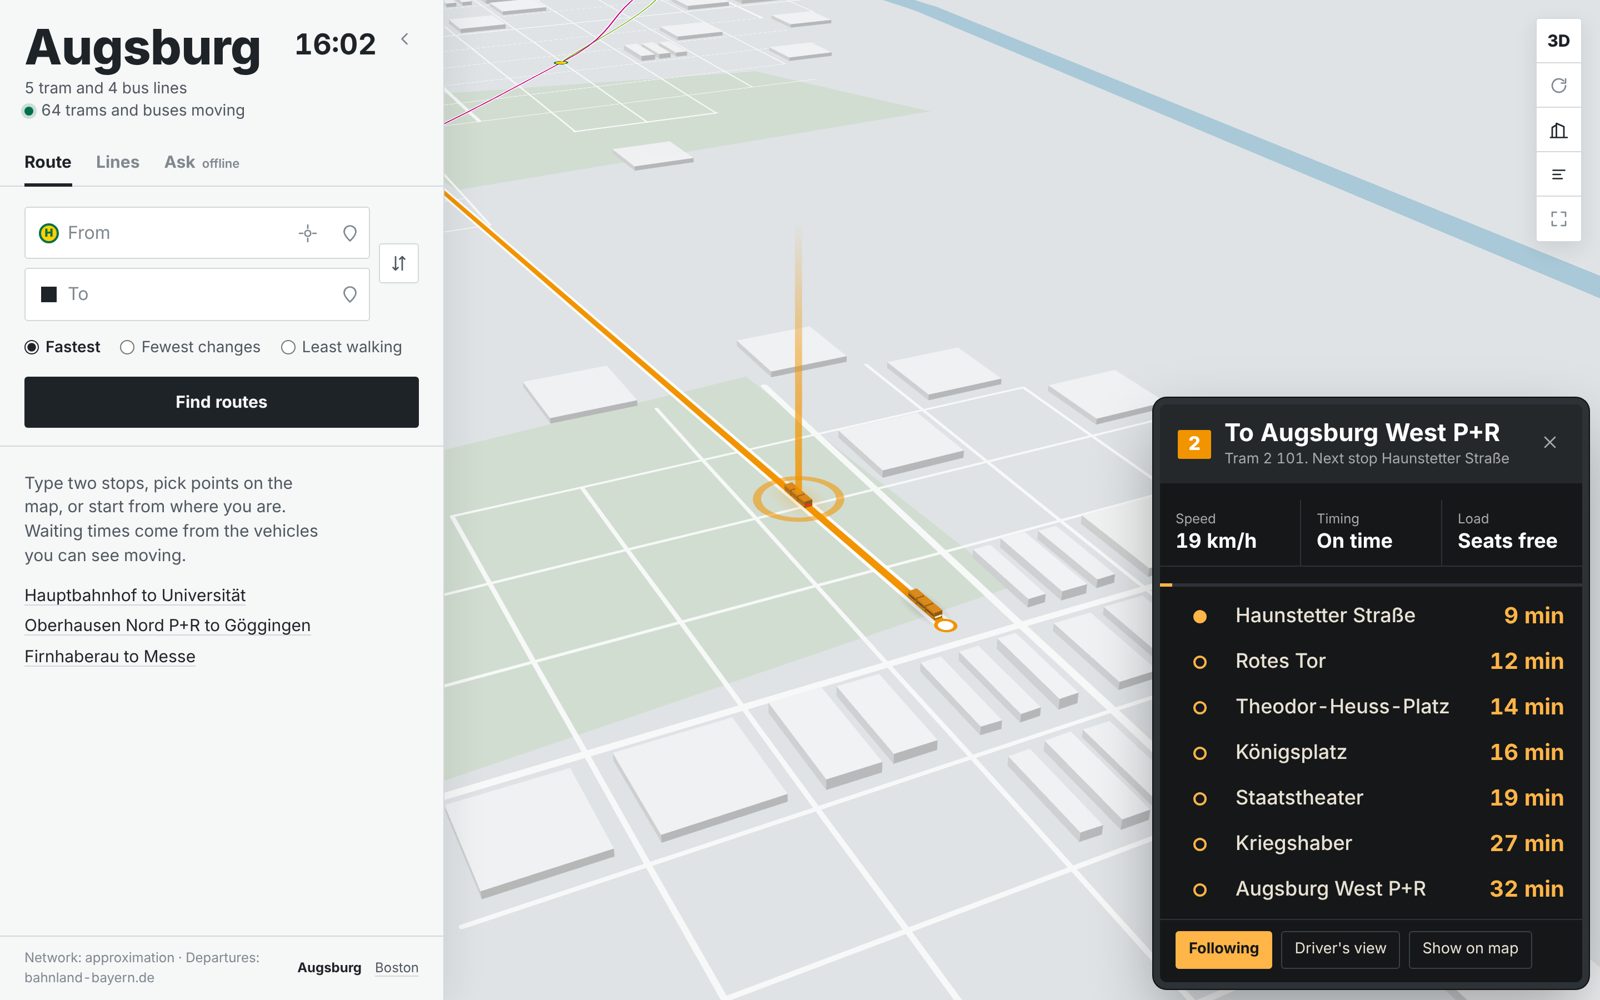 Augsburg
16:02
5 tram and 4 bus lines
64 trams and buses moving
Route
Lines
Ask offline
H
From
To
Fastest
Fewest changes
Least walking
Find routes
Type two stops, pick points on the
map, or start from where you are.
Waiting times come from the vehicles
you can see moving.
Hauptbahnhof to Universität
Oberhausen Nord P+R to Göggingen
Firnhaberau to Messe
Network: approximation · Departures:
bahnland-bayern.de
Augsburg
Boston
3D
2
To Augsburg West P+R
Tram 2 101. Next stop Haunstetter Straße
Speed
19 km/h
Timing
On time
Load
Seats free
Haunstetter Straße 9 min
Rotes Tor 12 min
Theodor-Heuss-Platz 14 min
Königsplatz 16 min
Staatstheater 19 min
Kriegshaber 27 min
Augsburg West P+R 32 min
Following
Driver's view
Show on map